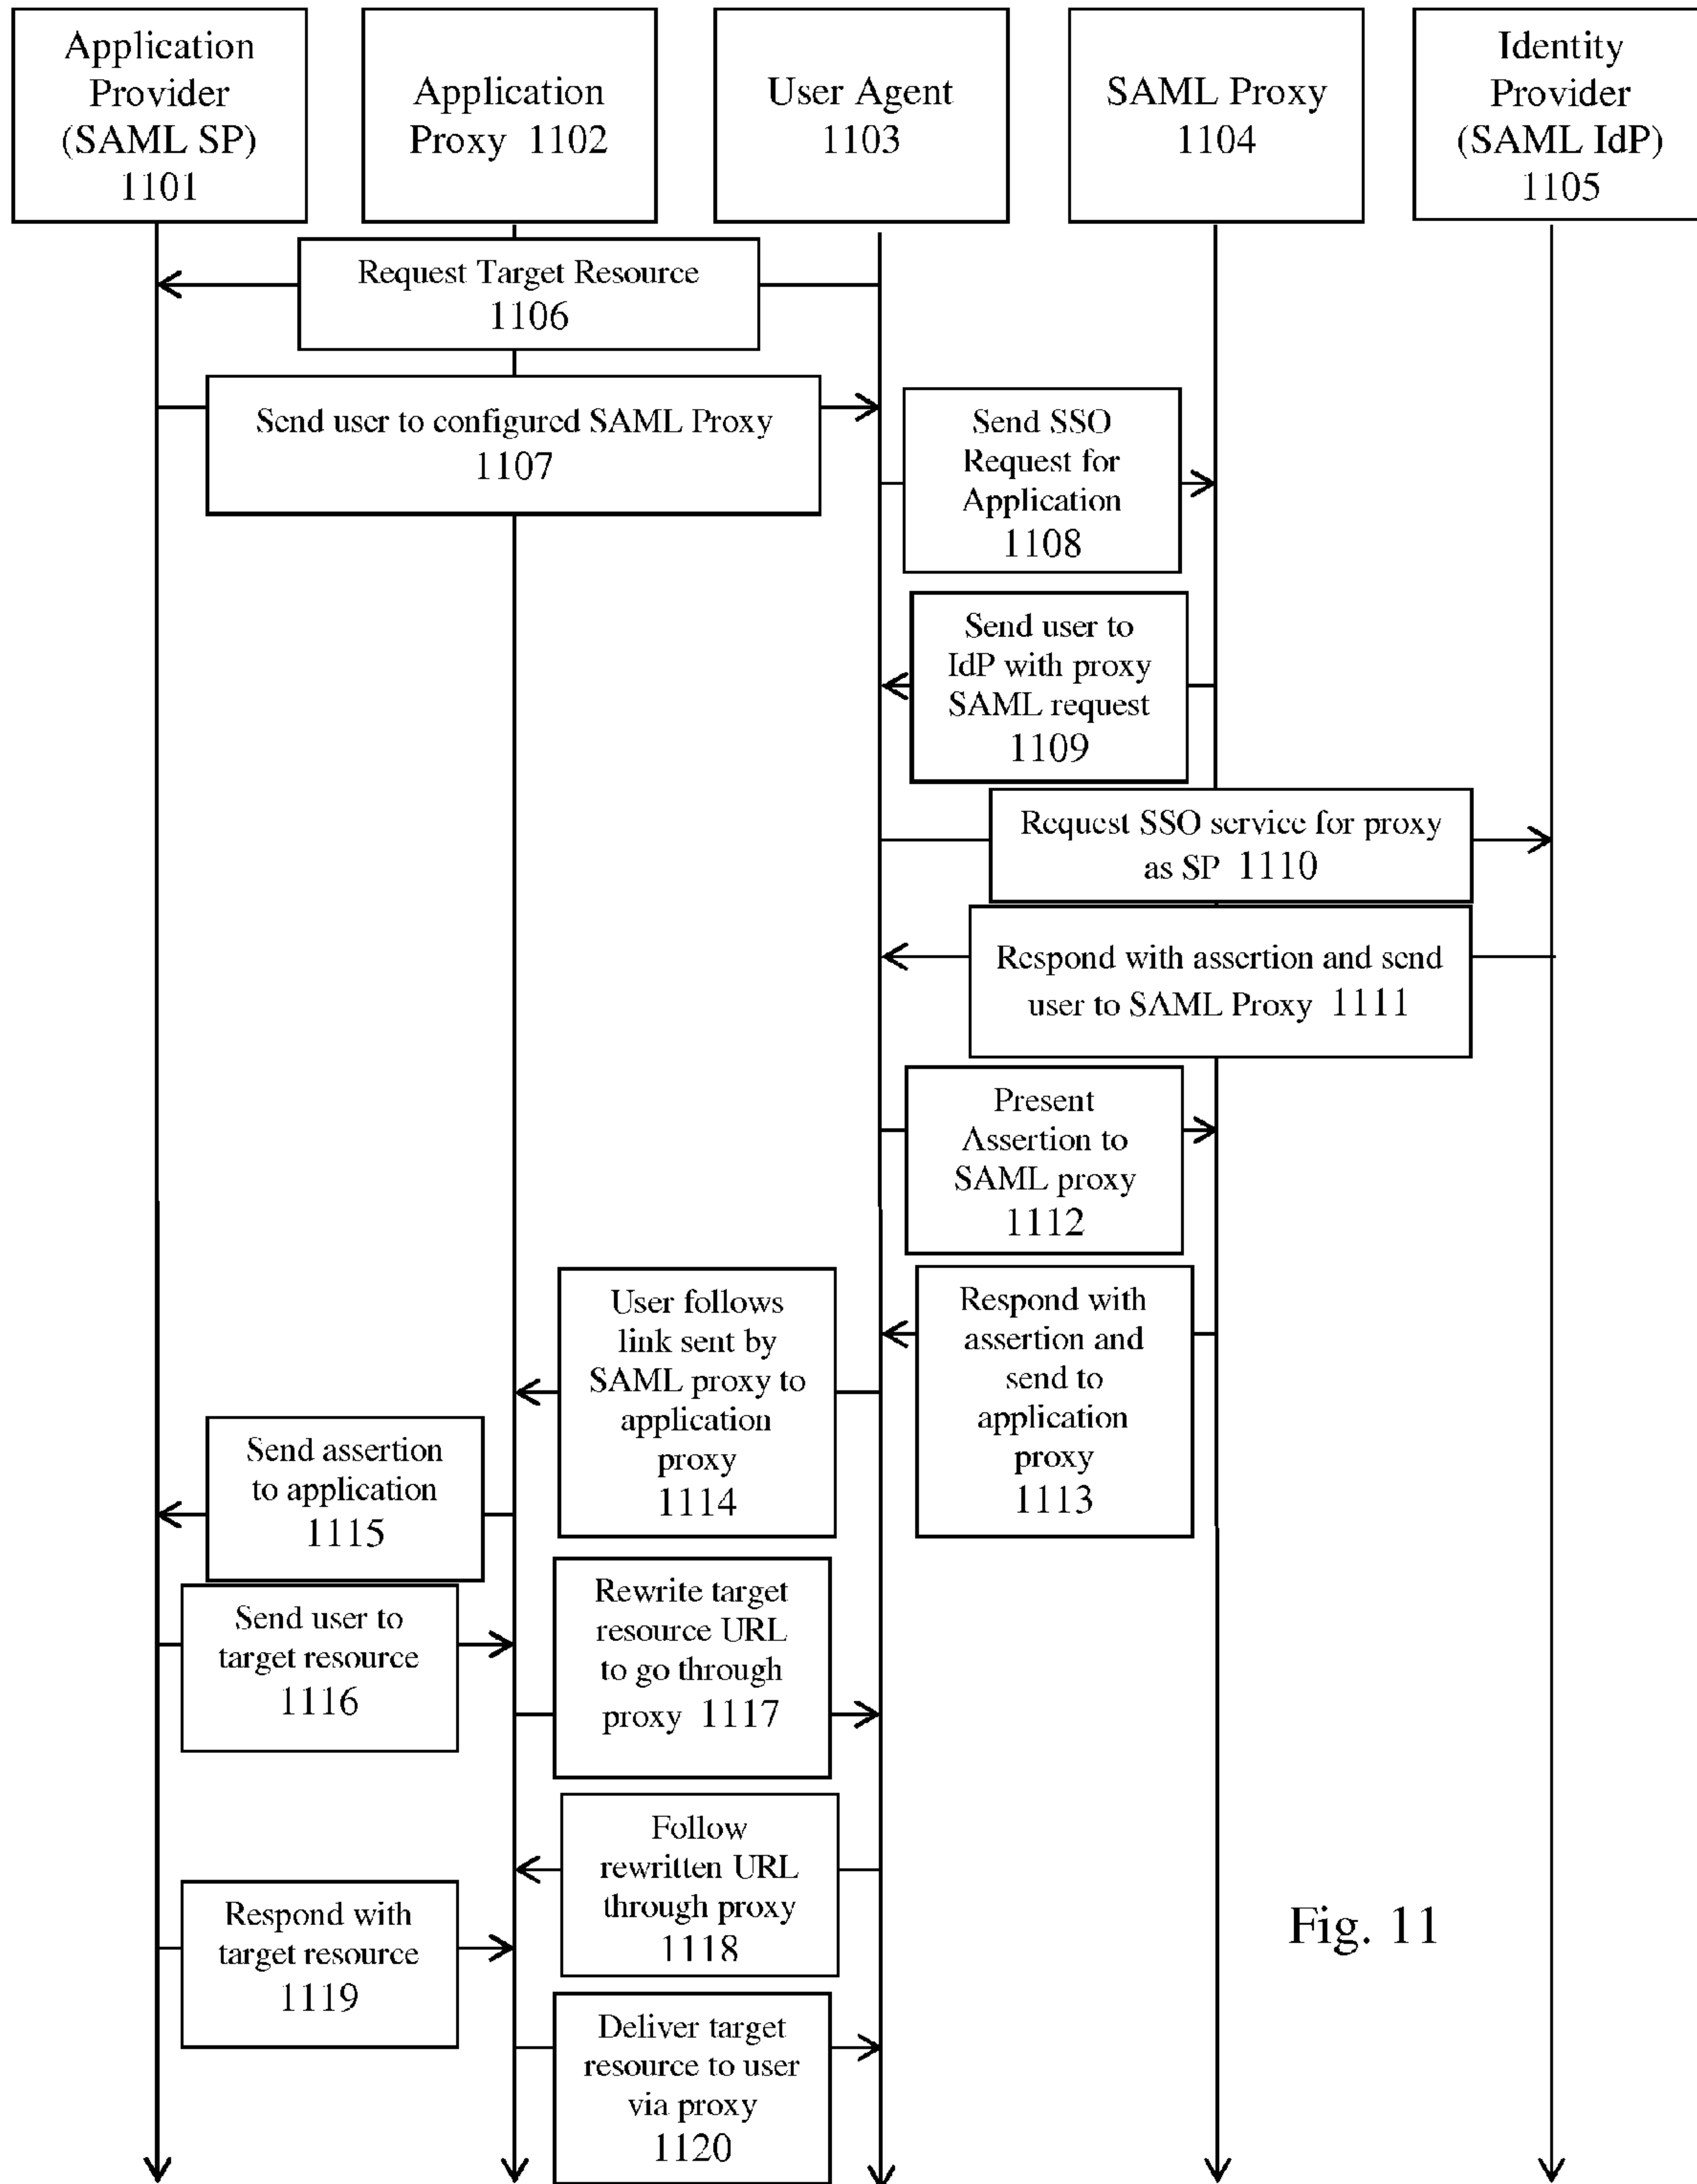 Application
Provider
(SAML SP)
1101
Application
Proxy 1102
User Agent
1103
SAML Proxy
1104
Identity
Provider
(SAML IdP)
1105
Request Target Resource
1106
Send user to configured SAML Proxy
1107
Send SSO
Request for
Application
1108
Send user to
IdP with proxy
SAML request
1109
Request SSO service for proxy
as SP 1110
Respond with assertion and send
user to SAML Proxy 1111
Present
Assertion to
SAML proxy
1112
Respond with
assertion and
send to
application
proxy
1113
User follows
link sent by
SAML proxy to
application
proxy
1114
Send assertion
to application
1115
Send user to
target resource
1116
Rewrite target
resource URL
to go through
proxy 1117
Follow
rewritten URL
through proxy
1118
Respond with
target resource
1119
Deliver target
resource to user
via proxy
1120
Fig. 11